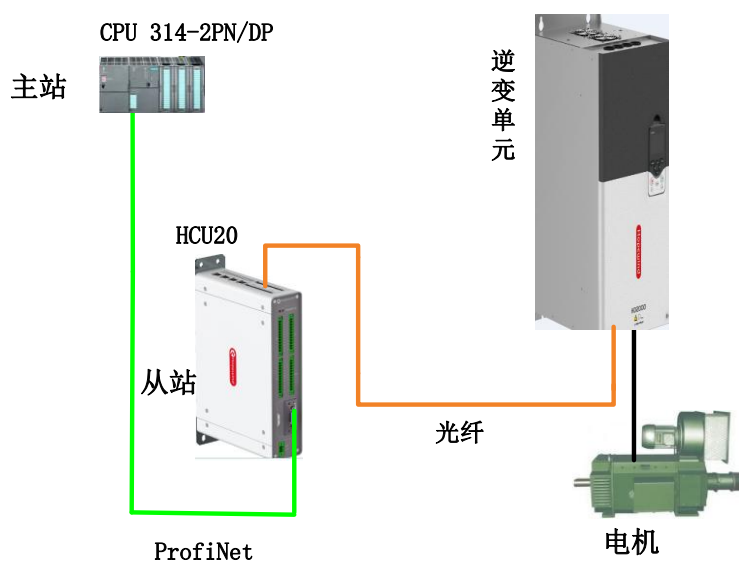 CPU 314-2PN/DP
主站
逆变单元
HCU20
从站
光纤
ProfiNet
电机